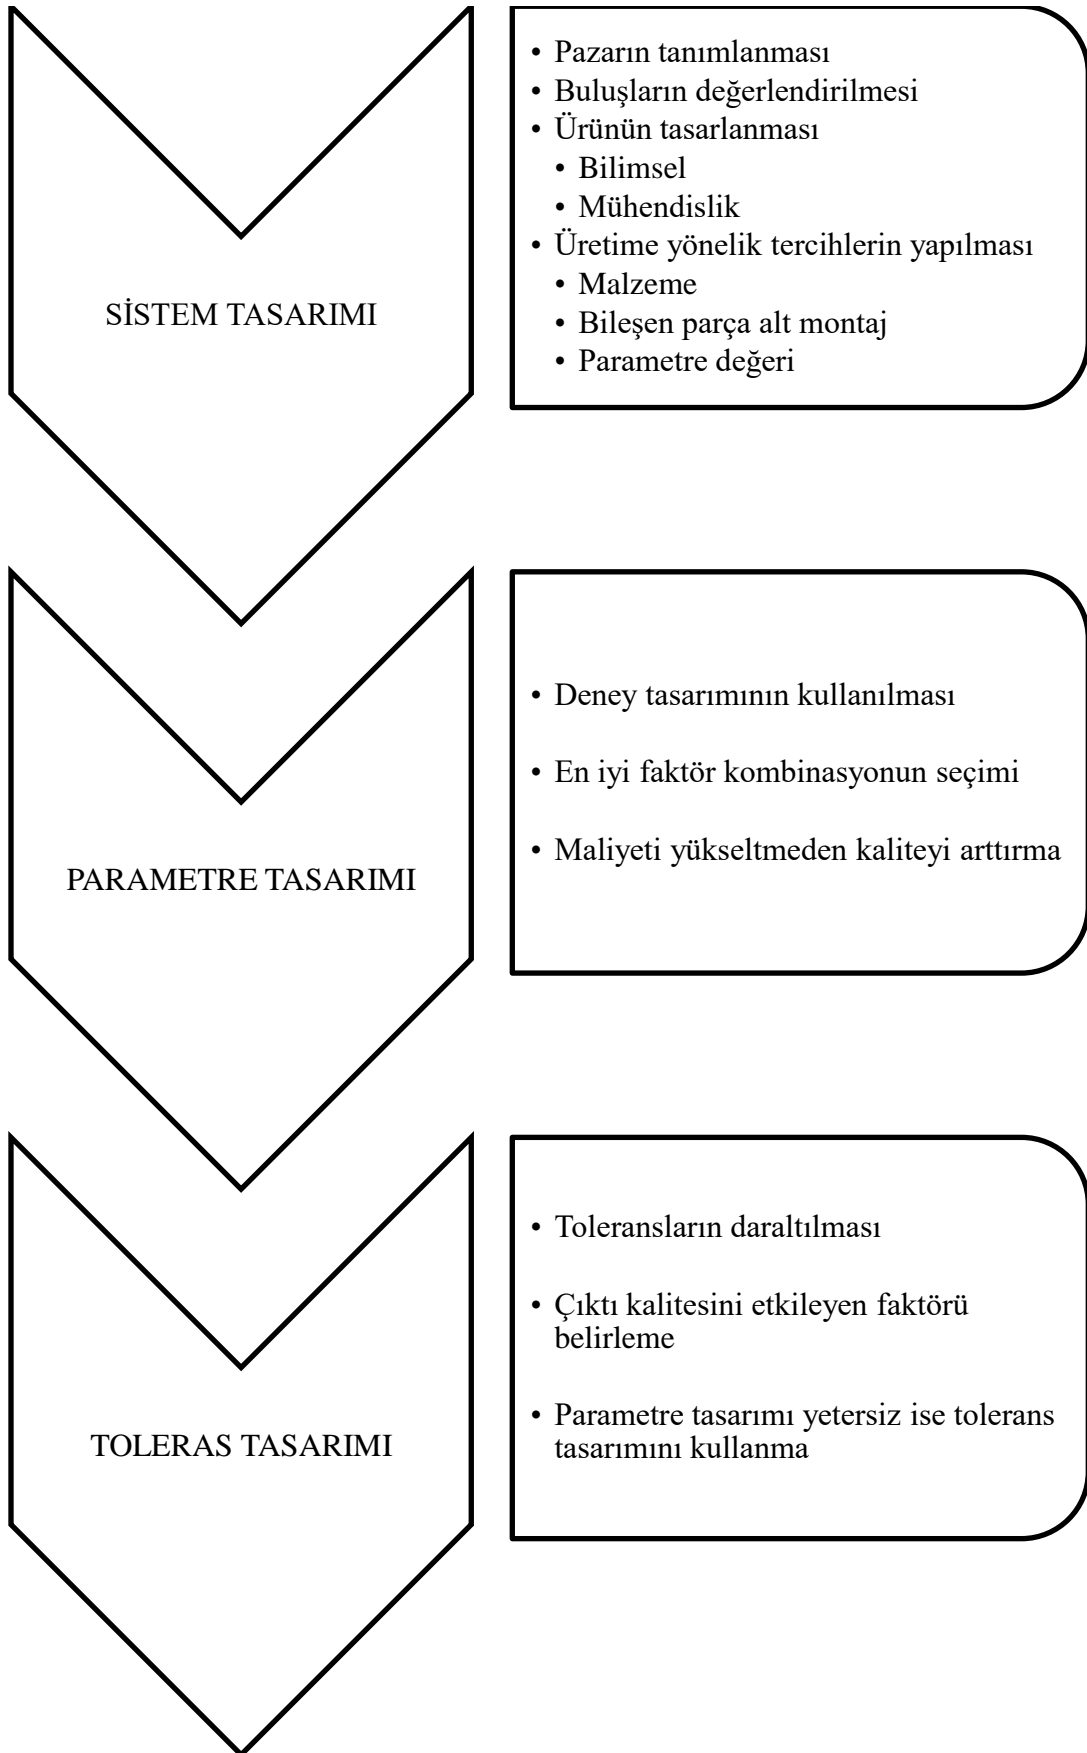 SİSTEM TASARIMI
• Pazarın tanımlanması
• Buluşların değerlendirilmesi
• Ürünün tasarlanması
• Bilimsel
• Mühendislik
• Üretime yönelik tercihlerin yapılması
• Malzeme
• Bileşen parça alt montaj
• Parametre değeri
PARAMETRE TASARIMI
• Deney tasarımının kullanılması
• En iyi faktör kombinasyonun seçimi
• Maliyeti yükseltmeden kaliteyi arttırma
TOLERAS TASARIMI
• Toleransların daraltılması
• Çıktı kalitesini etkileyen faktörü
belirleme
• Parametre tasarımı yetersiz ise tolerans
tasarımını kullanma